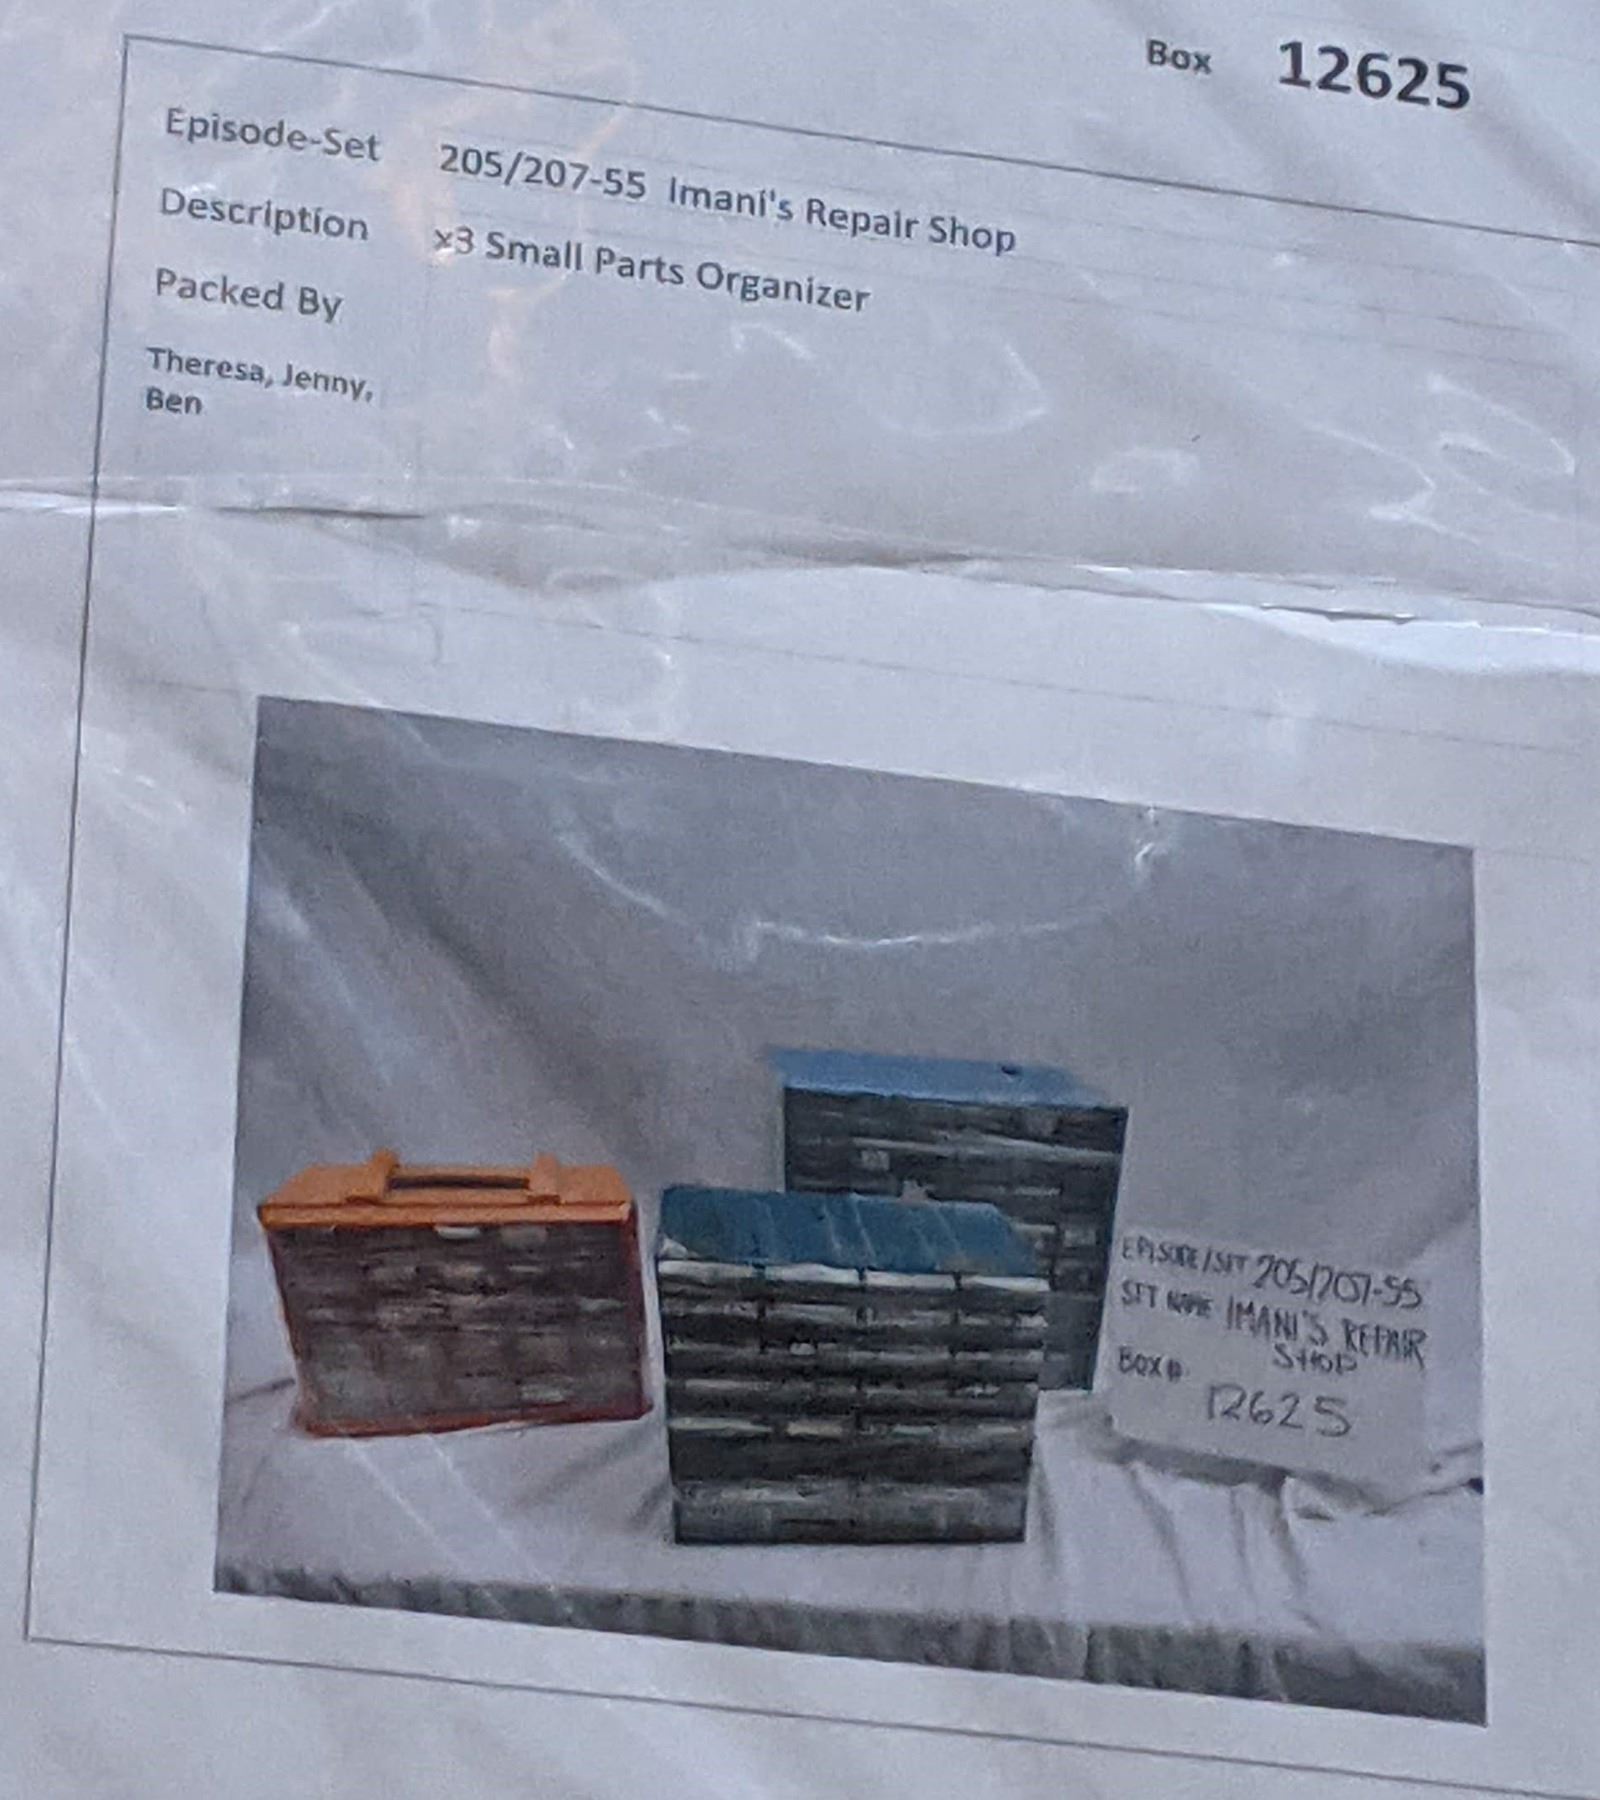 Box 12625
Episode-Set 205/207-55 Imani's Repair Shop
Description x3 Small Parts Organizer
Packed By
Theresa, Jenny,
Ben
EPISODE/SET 205/207-55
SET NAME IMANI'S REPAIR
SHOP
BOX#
12625